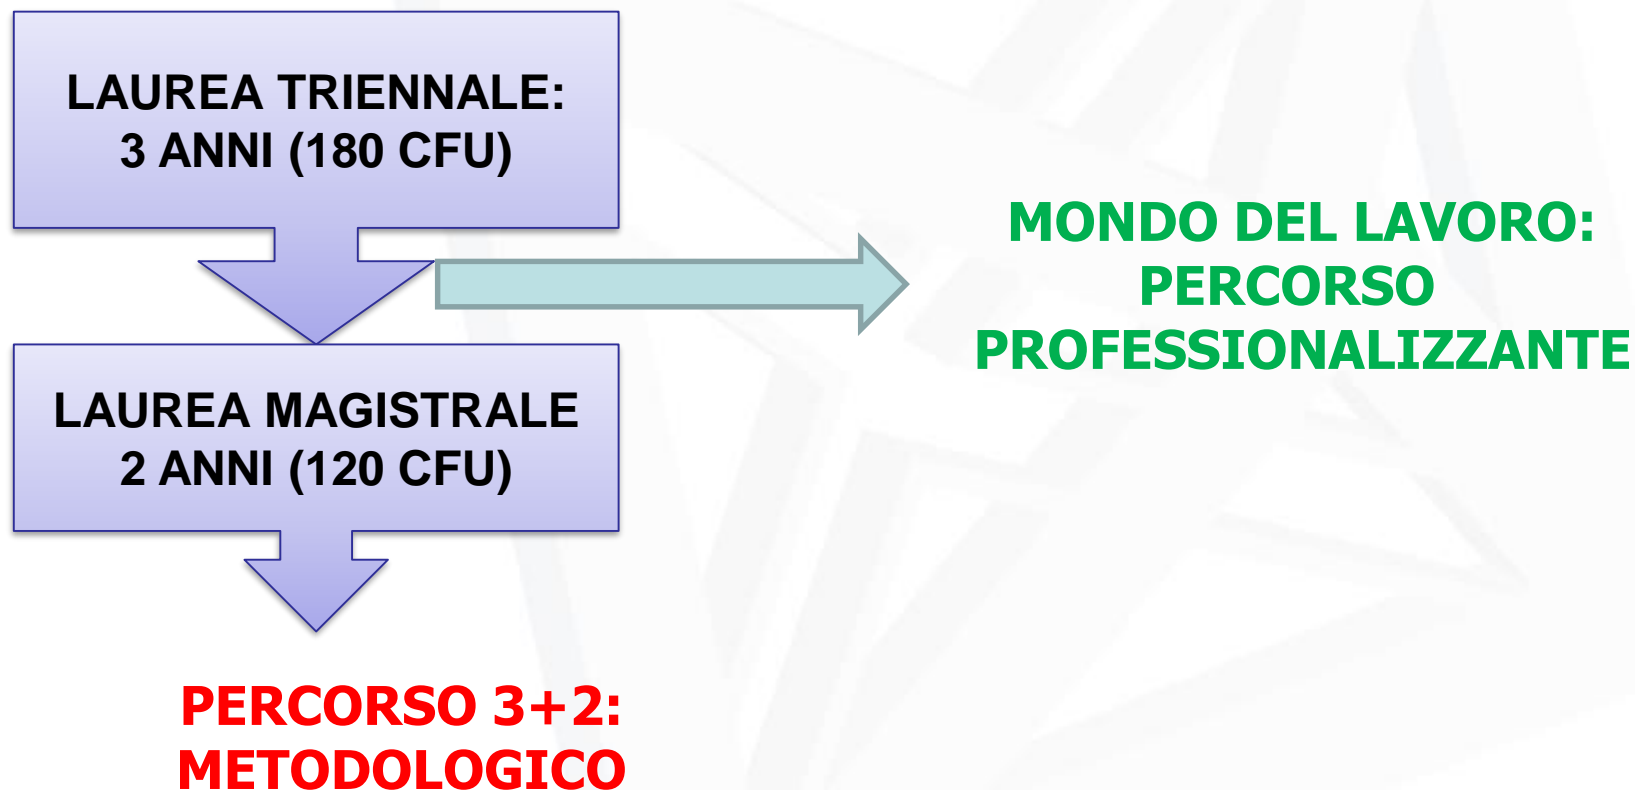 LAUREA TRIENNALE:
3 ANNI (180 CFU)
MONDO DEL LAVORO:
PERCORSO
PROFESSIONALIZZANTE
LAUREA MAGISTRALE
2 ANNI (120 CFU)
PERCORSO 3+2:
METODOLOGICO